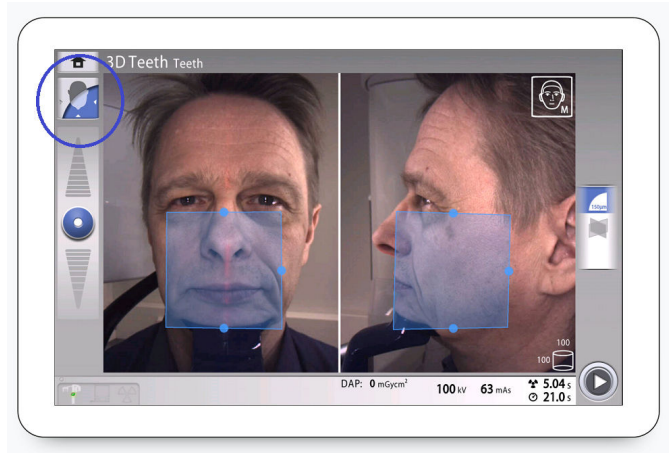 3D Teeth Teeth
M
150μm
100
100
DAP: 0 mGycm²
100 kV
63 mAs
5.04 s
21.0 s